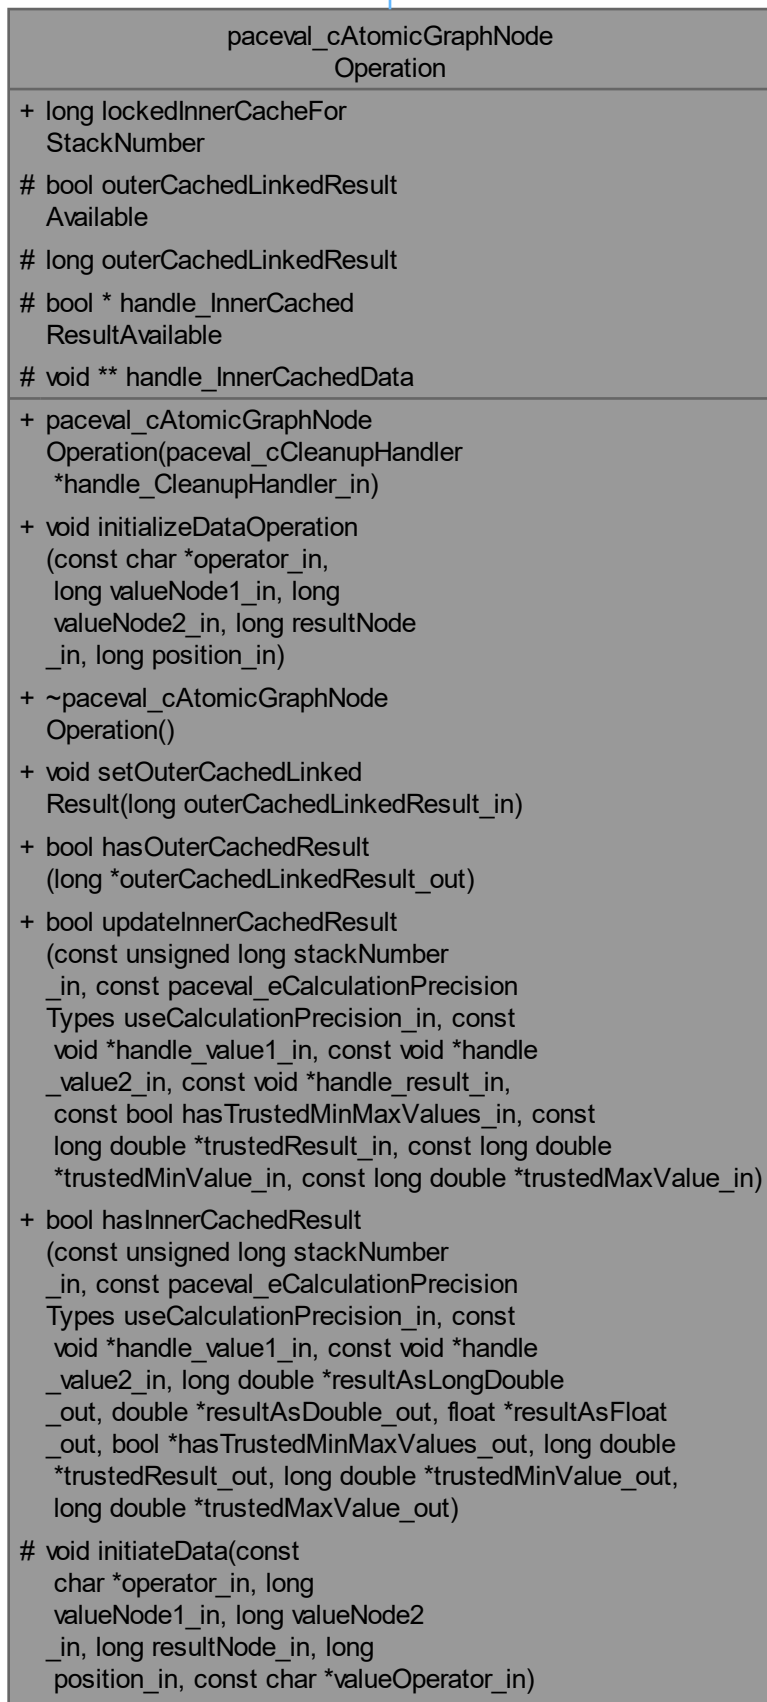 paceval_cAtomicGraphNode
Operation
+ long lockedInnerCacheFor
StackNumber
# bool outerCachedLinkedResult
Available
# long outerCachedLinkedResult
# bool * handle_InnerCached
ResultAvailable
# void ** handle_InnerCachedData
+ paceval_cAtomicGraphNode
Operation(paceval_cCleanupHandler
*handle_CleanupHandler_in)
+ void initializeDataOperation
(const char *operator_in,
long valueNode1_in, long
valueNode2_in, long resultNode
_in, long position_in)
+ ~paceval_cAtomicGraphNode
Operation()
+ void setOuterCachedLinked
Result(long outerCachedLinkedResult_in)
+ bool hasOuterCachedResult
(long *outerCachedLinkedResult_out)
+ bool updateInnerCachedResult
(const unsigned long stackNumber
_in, const paceval_eCalculationPrecision
Types useCalculationPrecision_in, const
void *handle_value1_in, const void *handle
_value2_in, const void *handle_result_in,
const bool hasTrustedMinMaxValues_in, const
long double *trustedResult_in, const long double
*trustedMinValue_in, const long double *trustedMaxValue_in)
+ bool hasInnerCachedResult
(const unsigned long stackNumber
_in, const paceval_eCalculationPrecision
Types useCalculationPrecision_in, const
void *handle_value1_in, const void *handle
_value2_in, long double *resultAsLongDouble
_out, double *resultAsDouble_out, float *resultAsFloat
_out, bool *hasTrustedMinMaxValues_out, long double
*trustedResult_out, long double *trustedMinValue_out,
long double *trustedMaxValue_out)
# void initiateData(const
char *operator_in, long
valueNode1_in, long valueNode2
_in, long resultNode_in, long
position_in, const char *valueOperator_in)